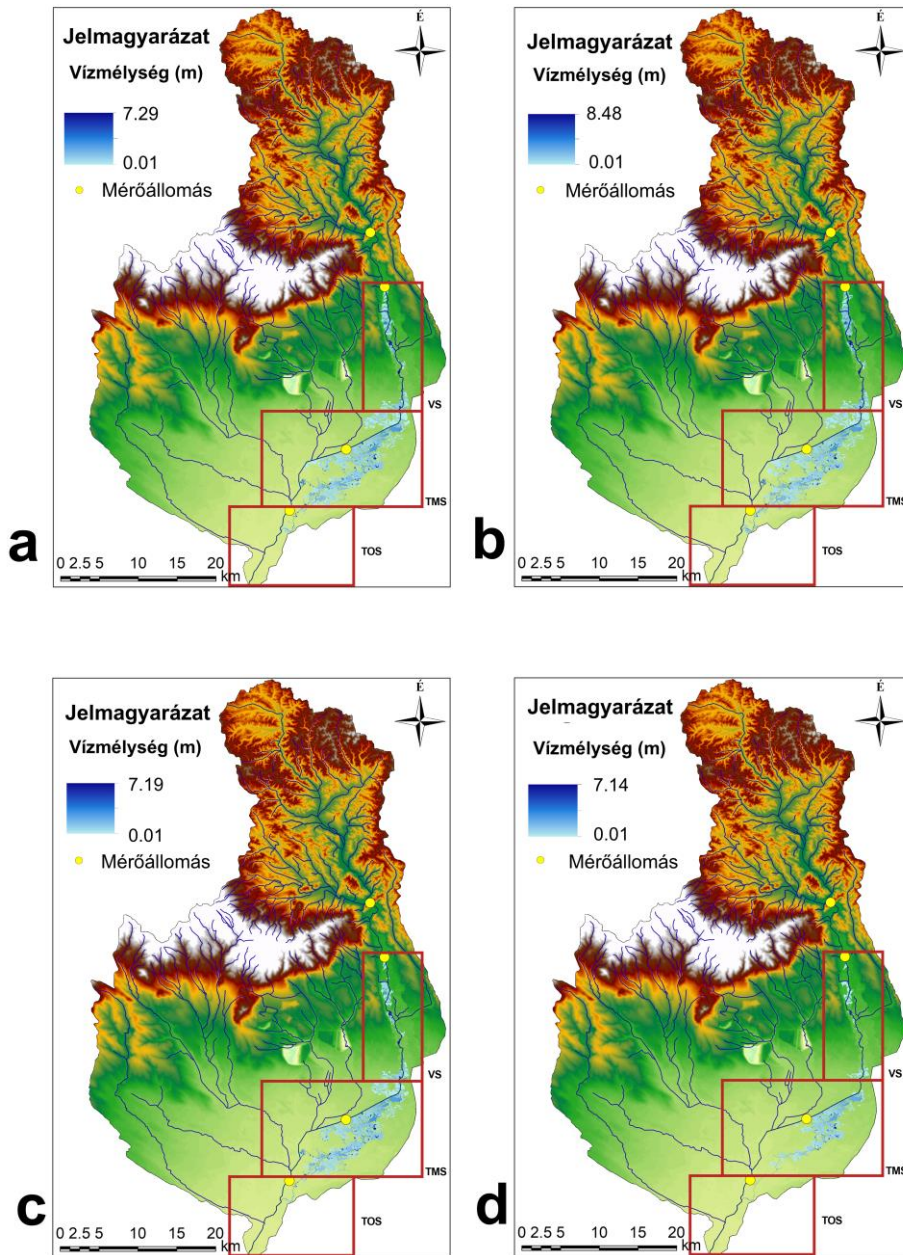 Jelmagyarázat
É
Vízmélység (m)
7.29
0.01
Mérőállomás
VS
TMS
TOS
a
0 2.5 5 10 15 20
km
Jelmagyarázat
É
Vízmélység (m)
8.48
0.01
Mérőállomás
VS
TMS
TOS
b
0 2.5 5 10 15 20
km
Jelmagyarázat
É
Vízmélység (m)
7.19
0.01
Mérőállomás
VS
TMS
TOS
c
0 2.5 5 10 15 20
km
Jelmagyarázat
É
Vízmélység (m)
7.14
0.01
Mérőállomás
VS
TMS
TOS
d
0 2.5 5 10 15 20
km